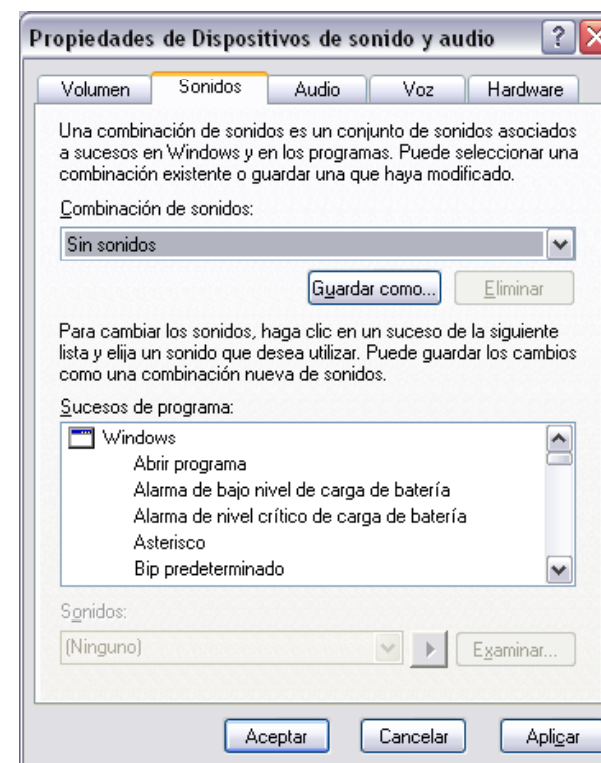 Propiedades de Dispositivos de sonido y audio
Volumen Sonidos Audio Voz Hardware
Una combinación de sonidos es un conjunto de sonidos asociados
a sucesos en Windows y en los programas. Puede seleccionar una
combinación existente o guardar una que haya modificado.
Combinación de sonidos:
Sin sonidos
Guardar como... Eliminar
Para cambiar los sonidos, haga clic en un suceso de la siguiente
lista y elija un sonido que desea utilizar. Puede guardar los cambios
como una combinación nueva de sonidos.
Sucesos de programa:
Windows
Abrir programa
Alarma de bajo nivel de carga de batería
Alarma de nivel crítico de carga de batería
Asterisco
Bip predeterminado
Sonidos:
(Ninguno) Examinar...
Aceptar Cancelar Aplicar